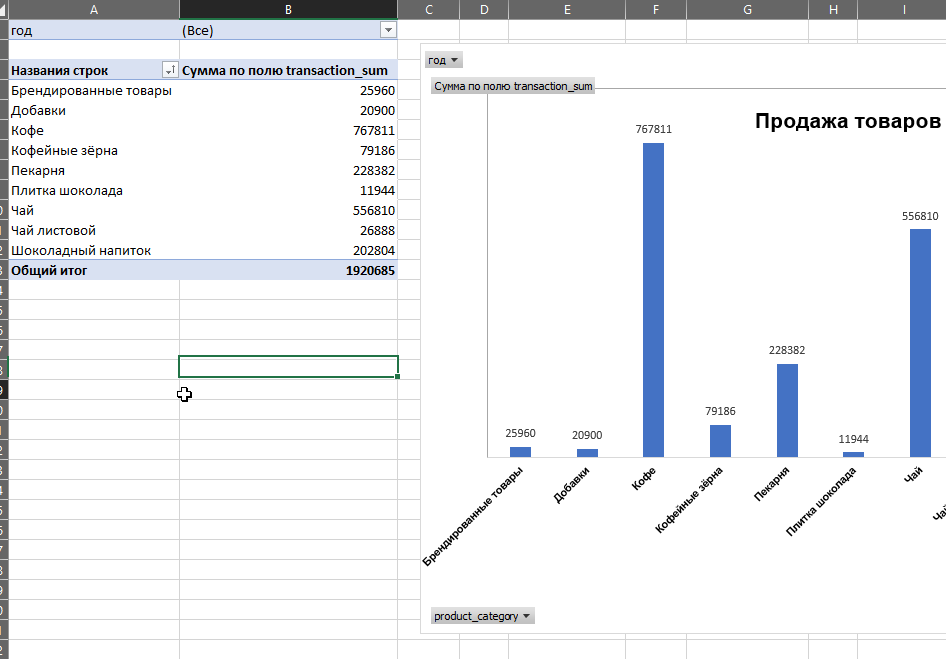 A B C D E F G H I
год (Все)
Названия строк Сумма по полю transaction_sum
Брендированные товары 25960
Добавки 20900
Кофе 767811
Кофейные зёрна 79186
Пекарня 228382
Плитка шоколада 11944
Чай 556810
Чай листовой 26888
Шоколадный напиток 202804
Общий итог 1920685
год
Сумма по полю transaction_sum
Продажа товаров
767811
556810
228382
79186
25960
20900
11944
Брендированные товары
Добавки
Кофе
Кофейные зёрна
Пекарня
Плитка шоколада
Чай
product_category